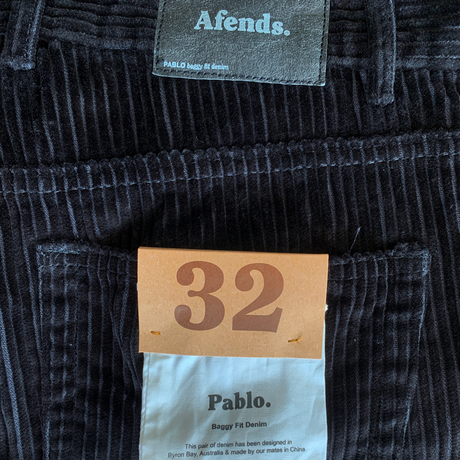 Afends.
PABLO baggy fit denim
32
Pablo.
Baggy Fit Denim
This pair of denim has been designed in
Byron Bay, Australia & made by our mates in China.